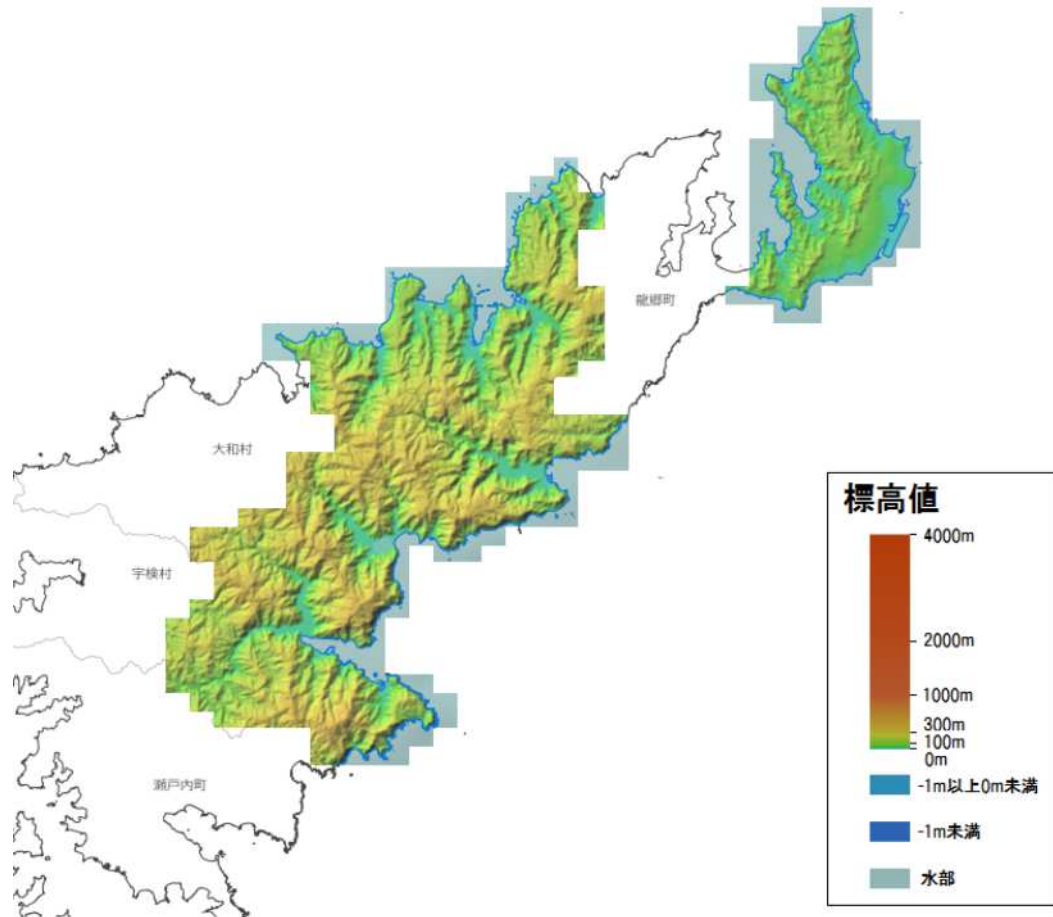 龍郷町
大和村
宇検村
瀬戸内町
標高値
4000m
2000m
1000m
300m
100m
0m
-1m以上0m未満
-1m未満
水部